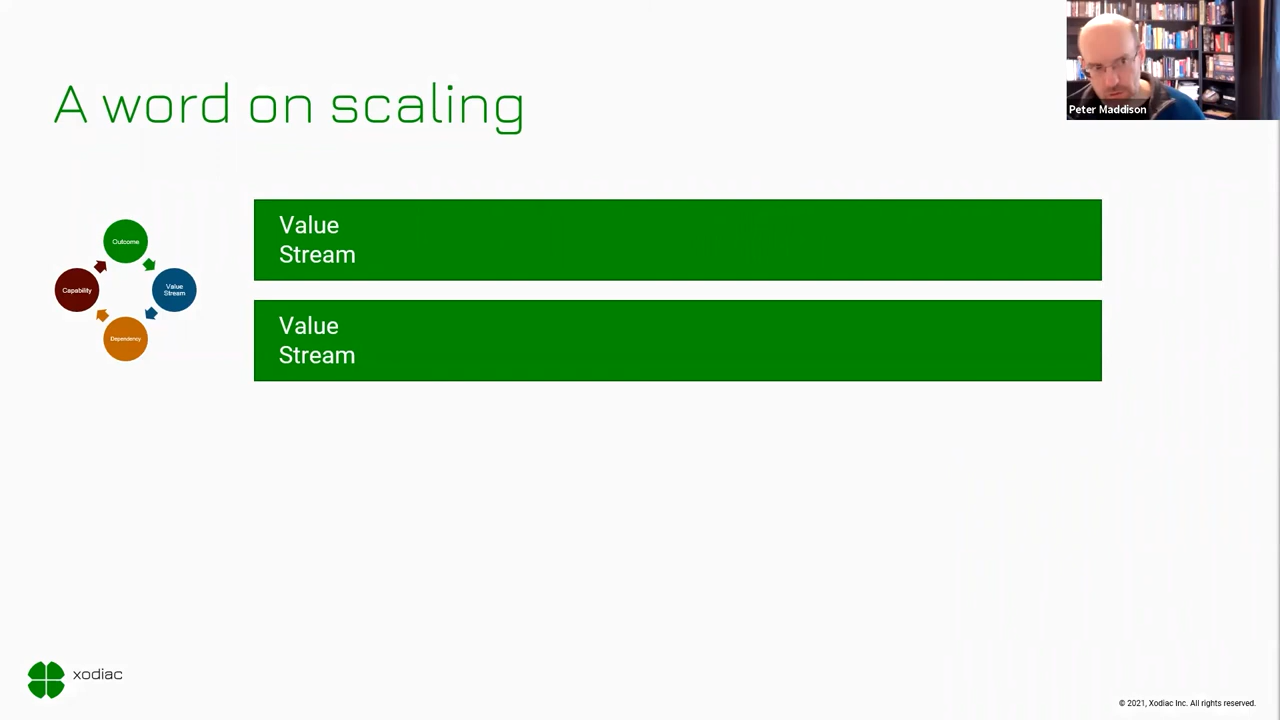 A word on scaling
Peter Maddison
Value
Stream
Outcome
Capability
Value
Stream
Dependency
Value
Stream
xodiac
© 2021, Xodiac Inc. All rights reserved.